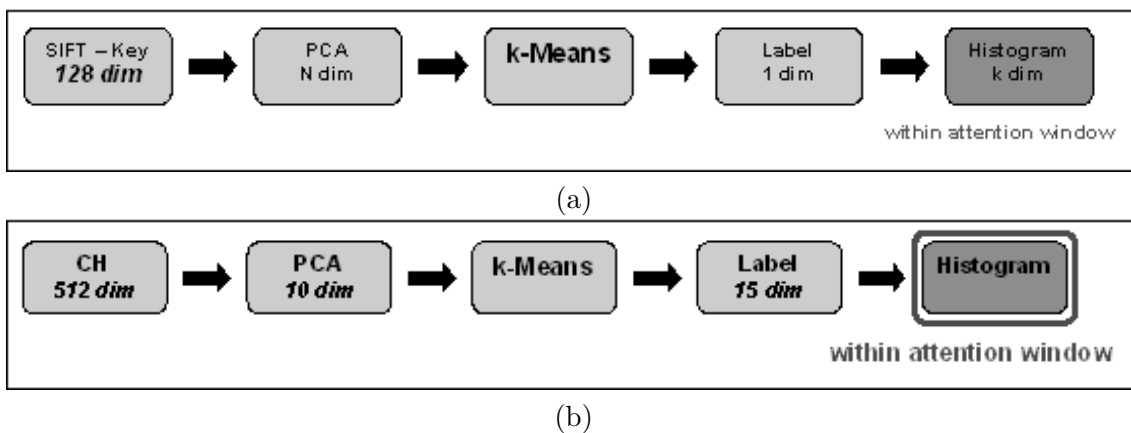 SIFT – Key
128 dim
PCA
N dim
k-Means
Label
1 dim
Histogram
k dim
within attention window
(a)
CH
512 dim
PCA
10 dim
k-Means
Label
15 dim
Histogram
within attention window
(b)